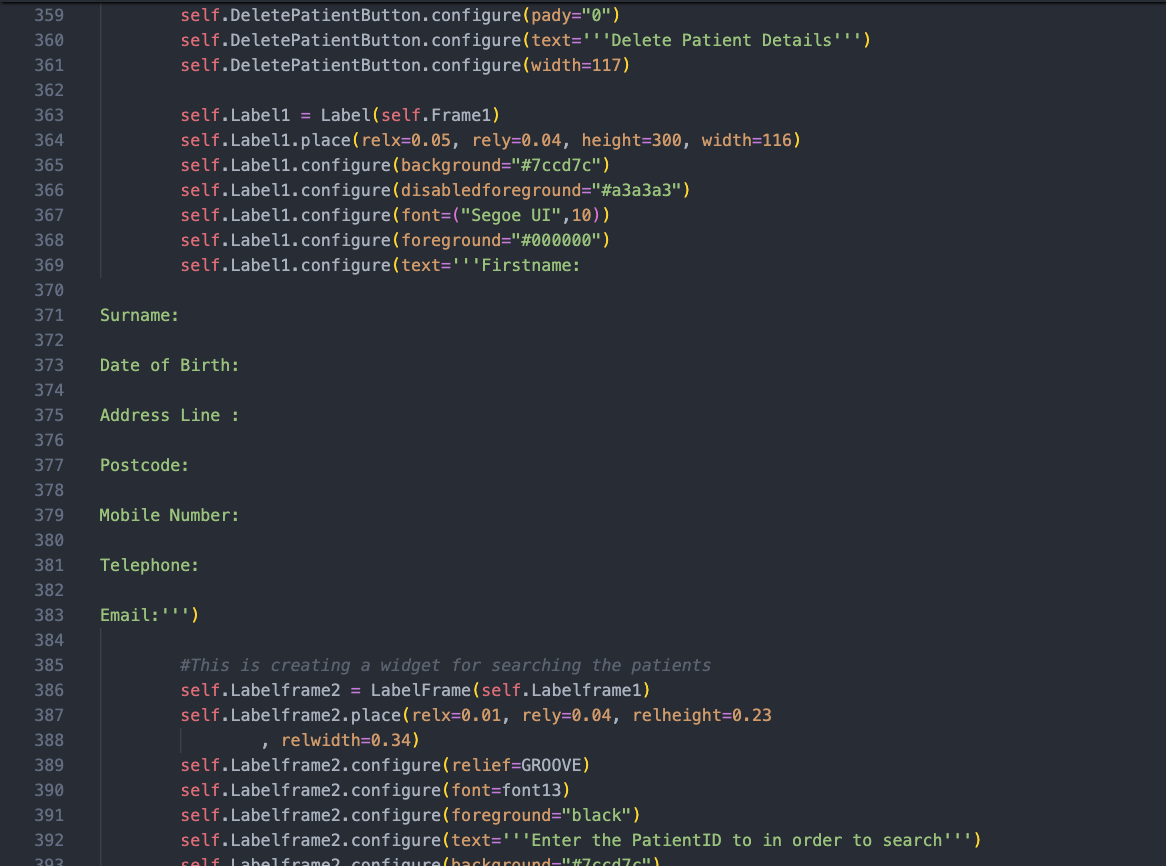 359 self.DeletePatientButton.configure(pady="0")
360 self.DeletePatientButton.configure(text='''Delete Patient Details''')
361 self.DeletePatientButton.configure(width=117)
362
363 self.Label1 = Label(self.Frame1)
364 self.Label1.place(relx=0.05, rely=0.04, height=300, width=116)
365 self.Label1.configure(background="#7ccd7c")
366 self.Label1.configure(disabledforeground="#a3a3a3")
367 self.Label1.configure(font=("Segoe UI",10))
368 self.Label1.configure(foreground="#000000")
369 self.Label1.configure(text='''Firstname:
370
371 Surname:
372
373 Date of Birth:
374
375 Address Line :
376
377 Postcode:
378
379 Mobile Number:
380
381 Telephone:
382
383 Email:''')
384
385 #This is creating a widget for searching the patients
386 self.Labelframe2 = LabelFrame(self.Labelframe1)
387 self.Labelframe2.place(relx=0.01, rely=0.04, relheight=0.23
388 , relwidth=0.34)
389 self.Labelframe2.configure(relief=GROOVE)
390 self.Labelframe2.configure(font=font13)
391 self.Labelframe2.configure(foreground="black")
392 self.Labelframe2.configure(text='''Enter the PatientID to in order to search''')
393 self.Labelframe2.configure(background="#7ccd7c")